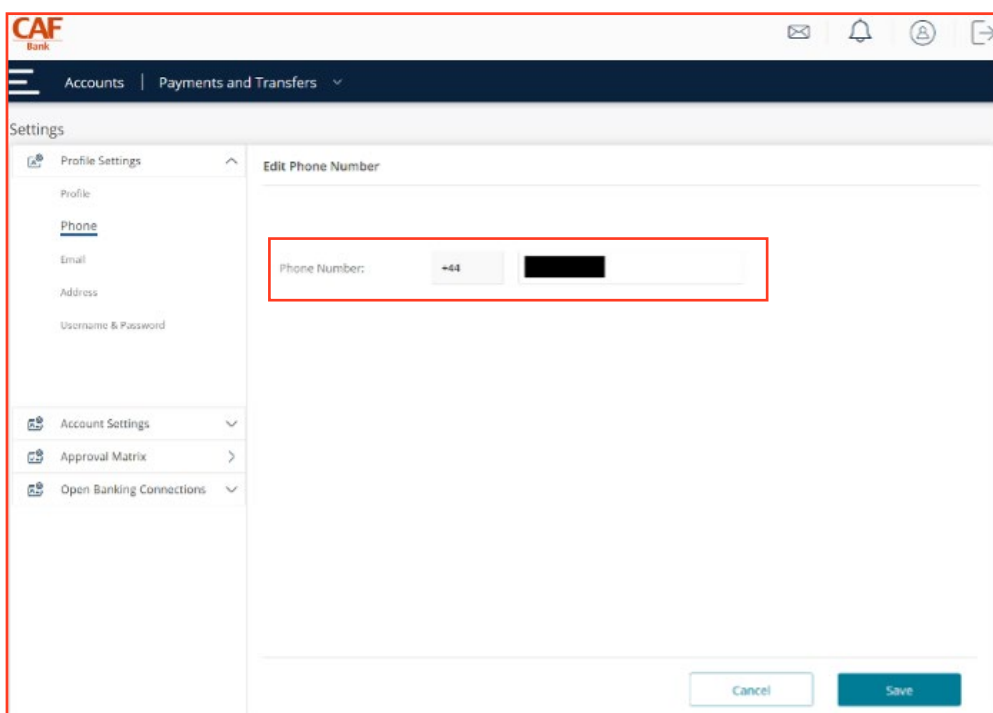 CAF
Bank
Accounts | Payments and Transfers
Settings
Profile Settings
Edit Phone Number
Profile
Phone
Email
Phone Number: +44
Address
Username & Password
Account Settings
Approval Matrix
Open Banking Connections
Cancel Save